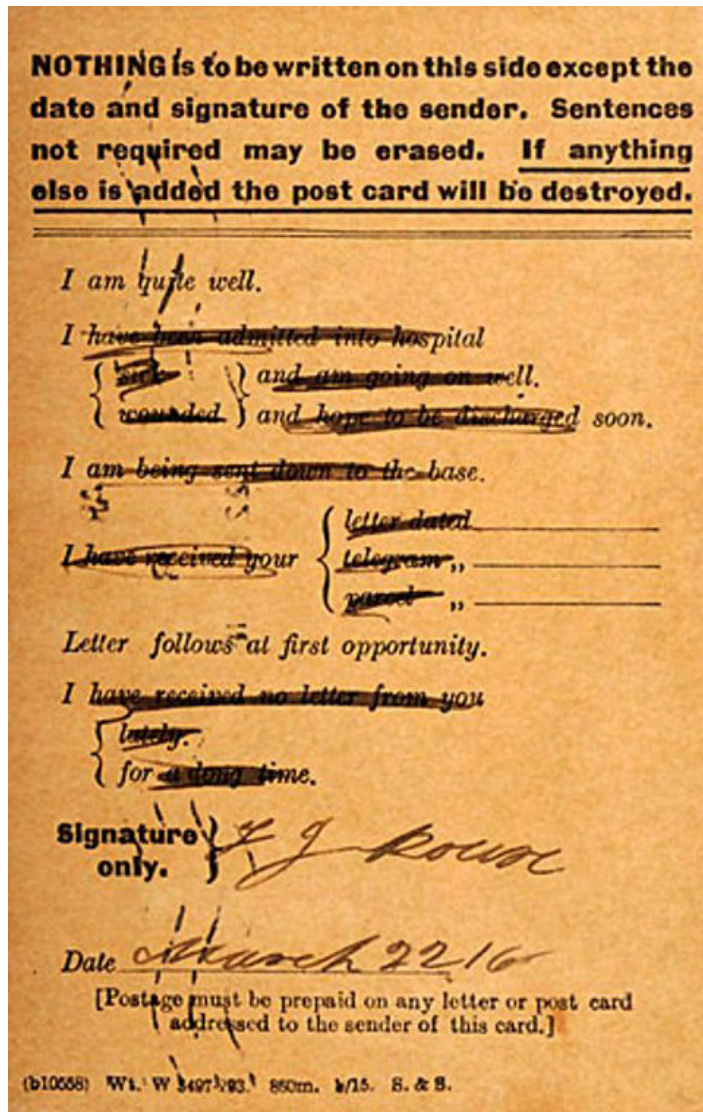 NOTHING is to be written on this side except the
date and signature of the sender. Sentences
not required may be erased. If anything
else is added the post card will be destroyed.
I am quite well.
I have been admitted into hospital
sick and am going on well.
wounded and hope to be discharged soon.
I am being sent down to the base.
letter dated
I have received your telegram „
parcel „
Letter follows at first opportunity.
I have received no letter from you
lately.
for a long time.
Signature
only. J
Date March 22 16
[Postage must be prepaid on any letter or post card
addressed to the sender of this card.]
(b10558) Wt. W 3497/293. 850m. S. & S.